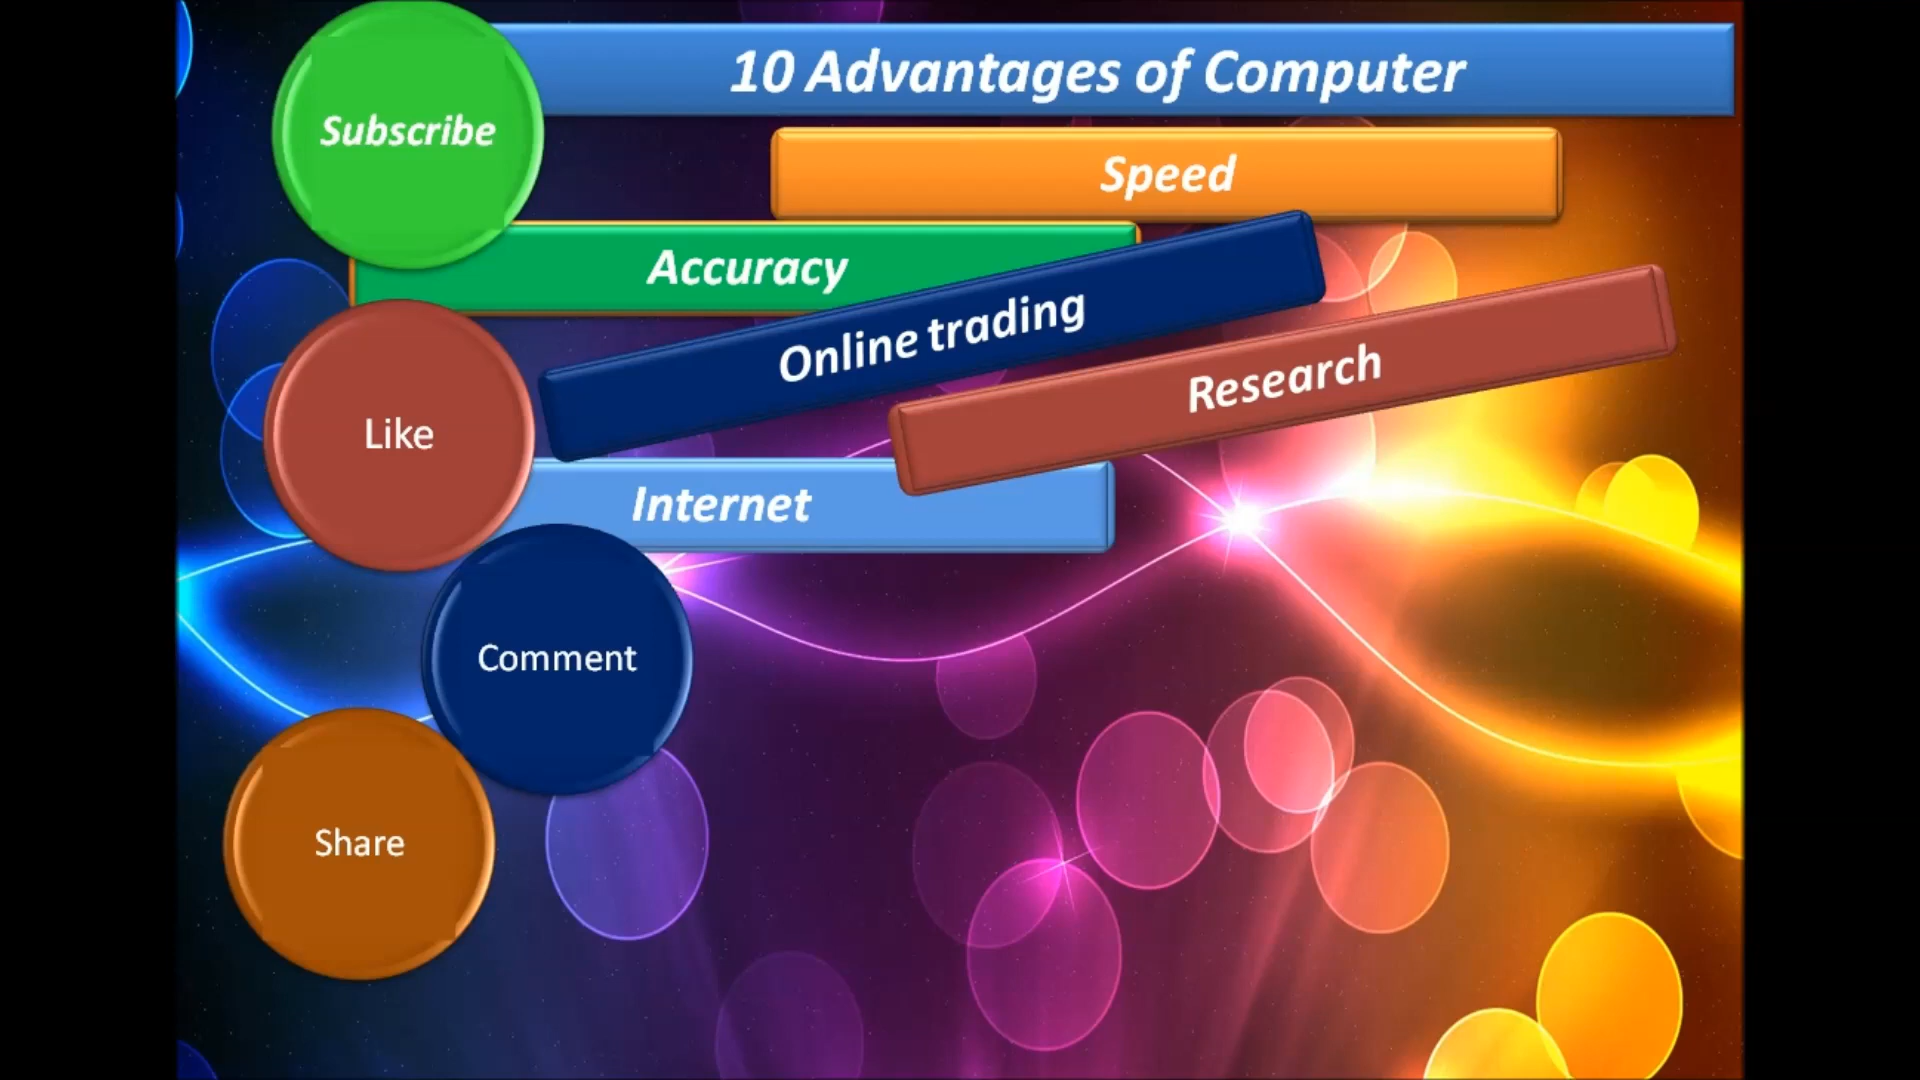 10 Advantages of Computer
Subscribe
Speed
Accuracy
Online trading
Research
Like
Internet
Comment
Share